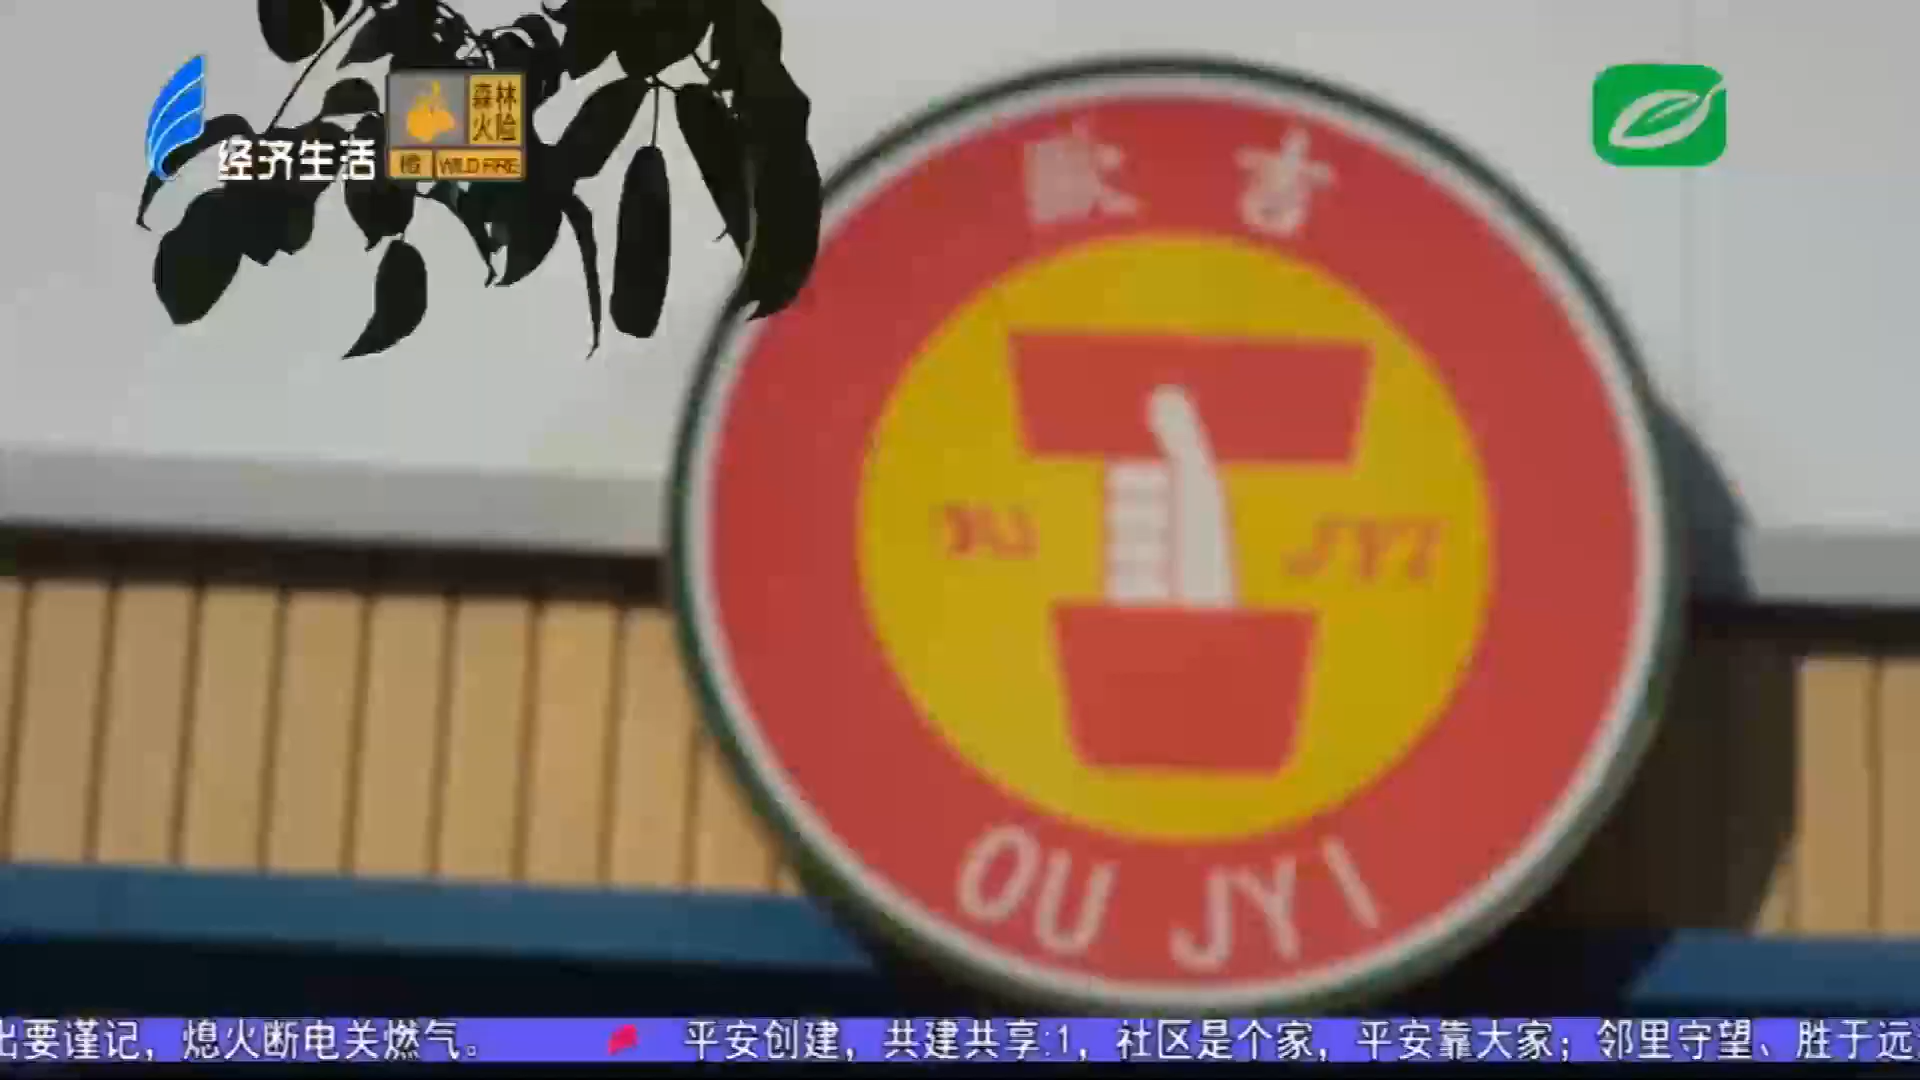 经济生活
森林
火险
橙 WILD FIRE
欧吉
JYI
OU JYI
出要谨记，熄火断电关燃气。 平安创建，共建共享:1，社区是个家，平安靠大家；邻里守望、胜于远